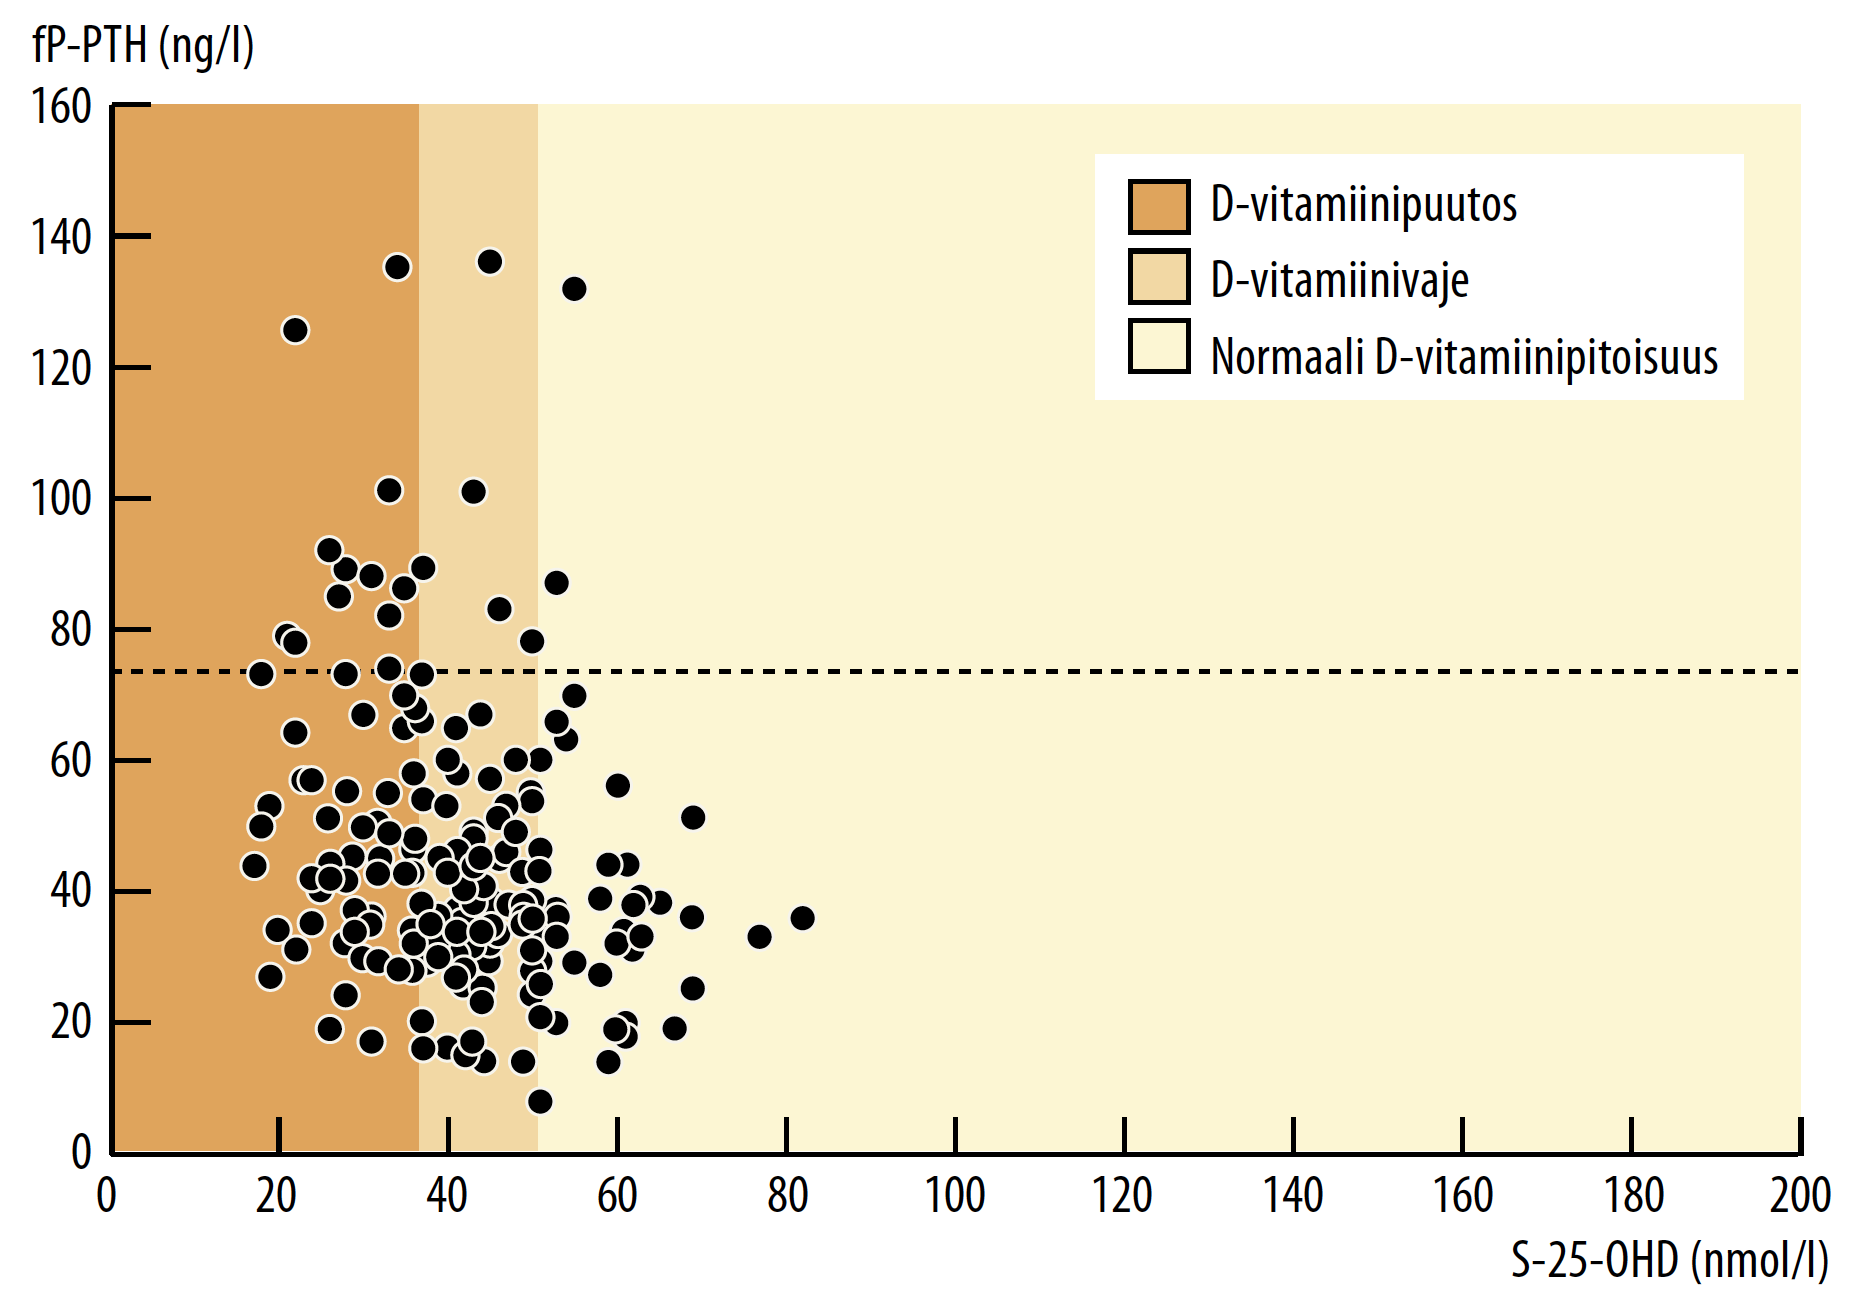 fP-PTH (ng/l)
160
140
120
100
80
60
40
20
0
D-vitamiinipuutos
D-vitamiinivaje
Normaali D-vitamiinipitoisuus
0 20 40 60 80 100 120 140 160 180 200
S-25-OHD (nmol/l)